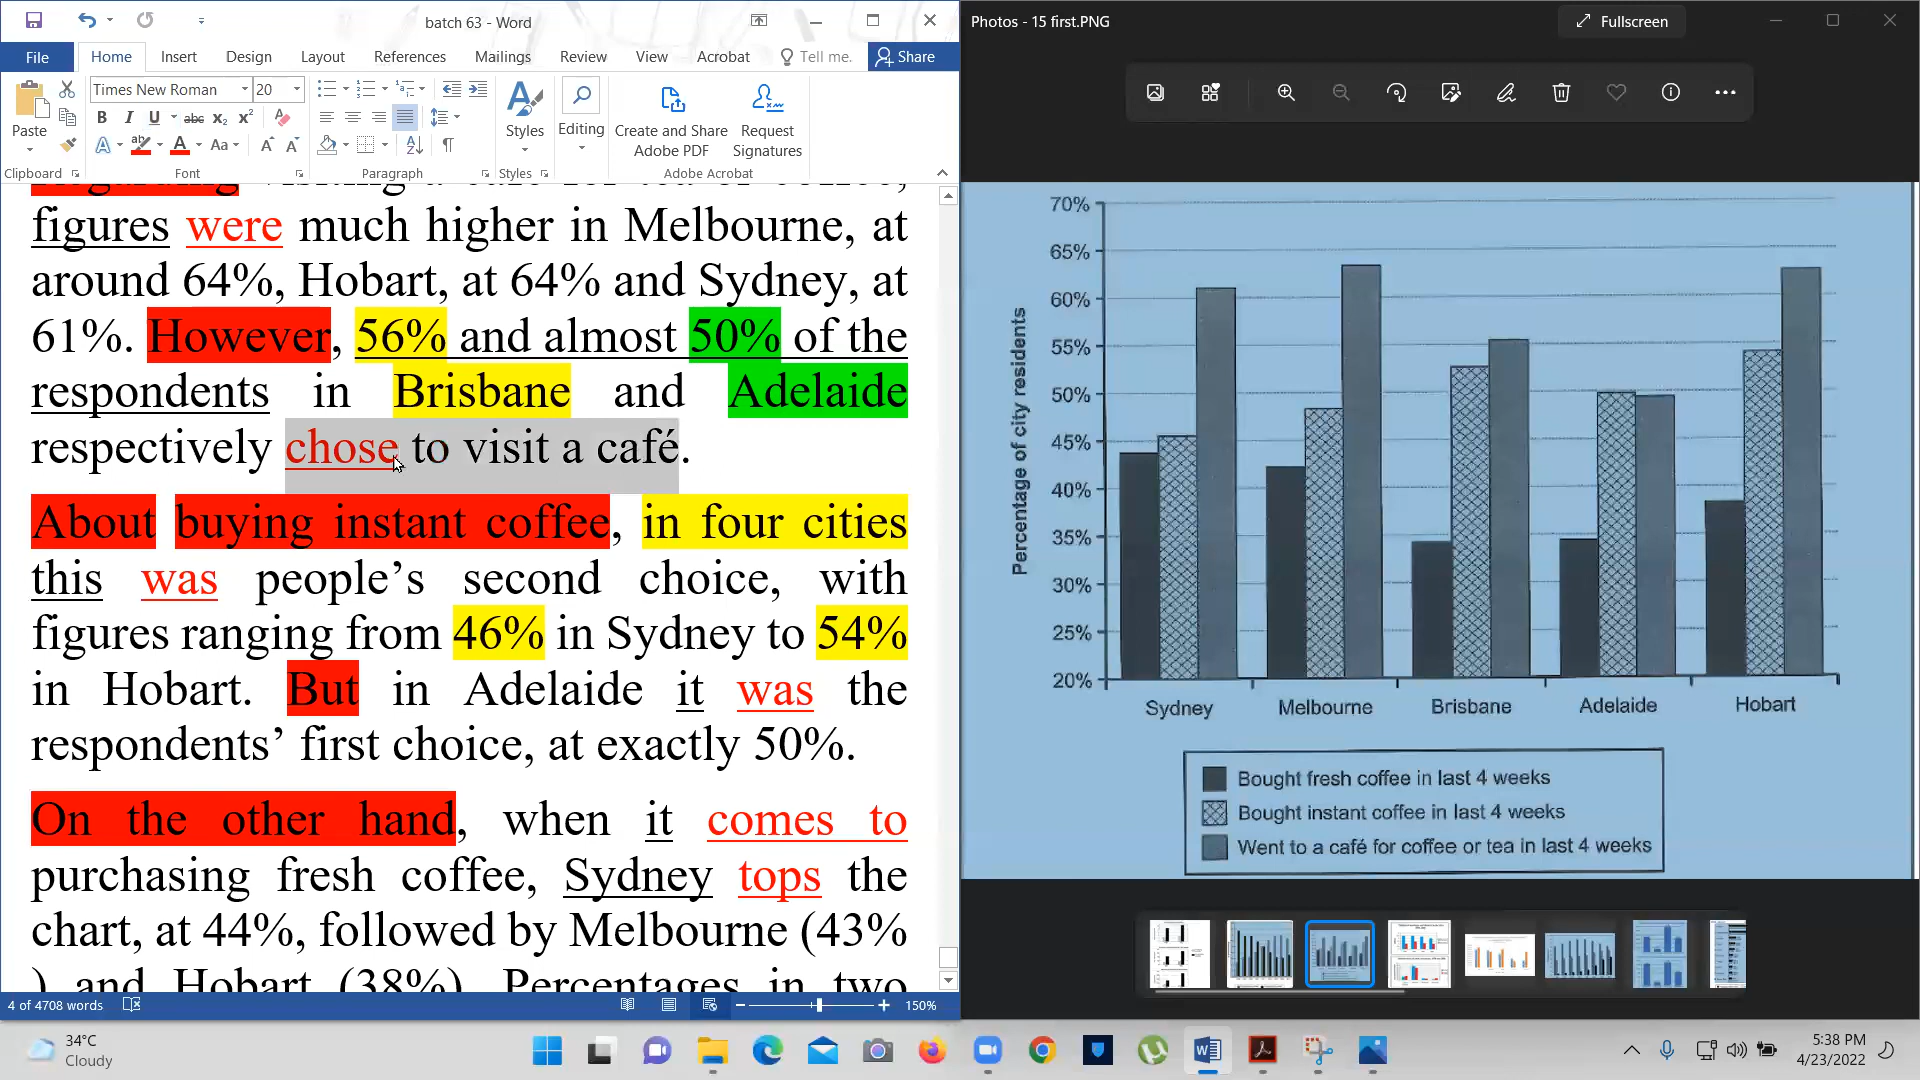 batch 63 - Word
File
Home
Insert
Design
Layout
References
Mailings
Review
View
Acrobat
Tell me.
Share
Paste
Times New Roman
20
Styles
Editing
Create and Share
Adobe PDF
Request
Signatures
Clipboard
Font
Paragraph
Styles
Adobe Acrobat
figures were much higher in Melbourne, at
around 64%, Hobart, at 64% and Sydney, at
61%. However, 56% and almost 50% of the
respondents in Brisbane and Adelaide
respectively chose to visit a café.
About buying instant coffee, in four cities
this was people’s second choice, with
figures ranging from 46% in Sydney to 54%
in Hobart. But in Adelaide it was the
respondents’ first choice, at exactly 50%.
On the other hand, when it comes to
purchasing fresh coffee, Sydney tops the
chart, at 44%, followed by Melbourne (43%
) and Hobart (38%). Percentages in two
4 of 4708 words
150%
Photos - 15 first.PNG
Fullscreen
Percentage of city residents
70%
65%
60%
55%
50%
45%
40%
35%
30%
25%
20%
Sydney
Melbourne
Brisbane
Adelaide
Hobart
Bought fresh coffee in last 4 weeks
Bought instant coffee in last 4 weeks
Went to a café for coffee or tea in last 4 weeks
34°C
Cloudy
5:38 PM
4/23/2022